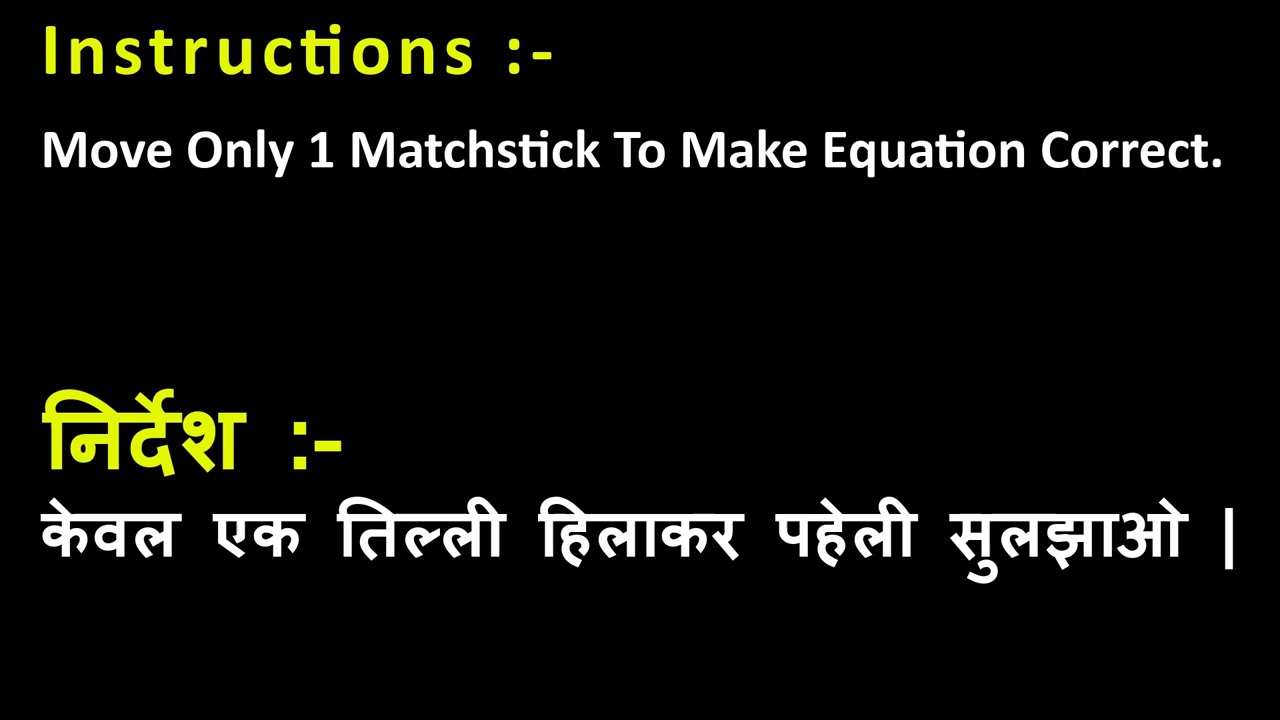 Instructions :-
Move Only 1 Matchstick To Make Equation Correct.
निर्देश :-
केवल एक तिल्ली हिलाकर पहेली सुलझाओ |